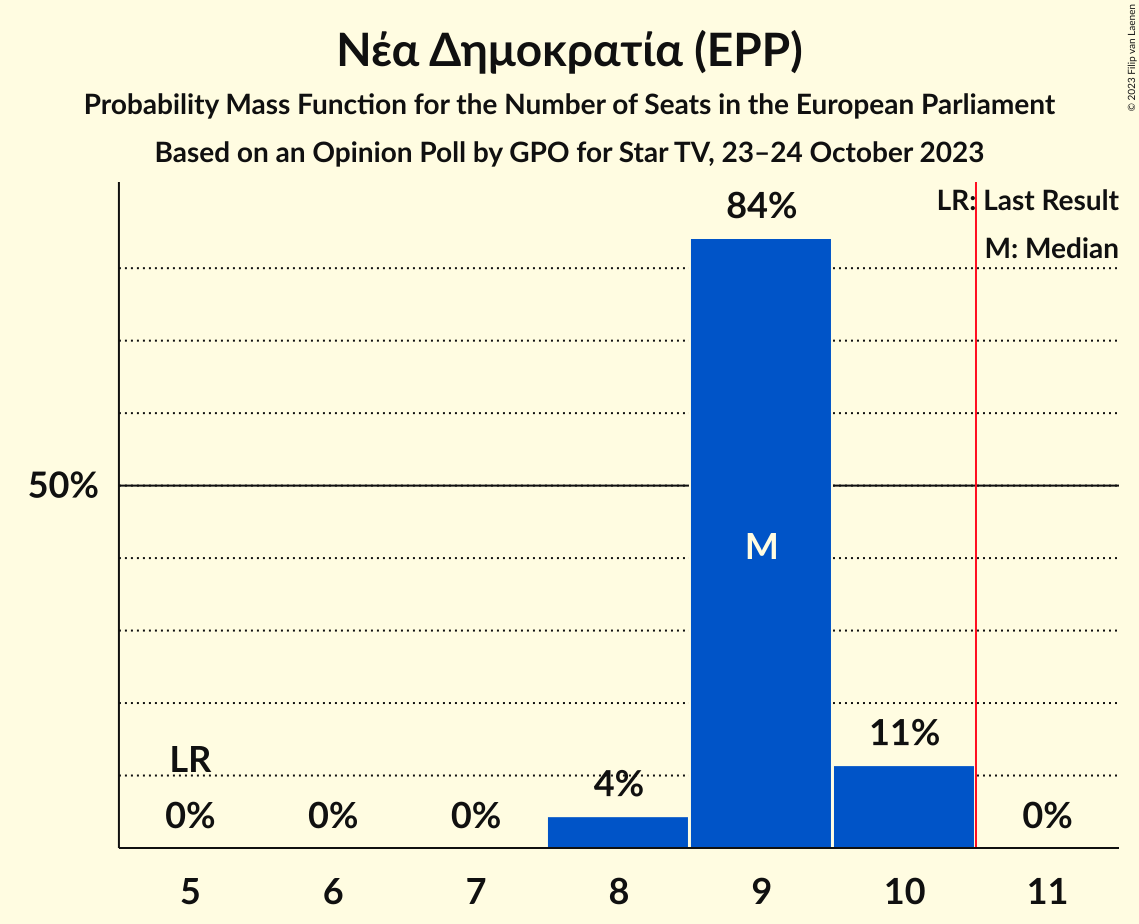 Νέα Δημοκρατία (EPP)
Probability Mass Function for the Number of Seats in the European Parliament
Based on an Opinion Poll by GPO for Star TV, 23–24 October 2023
© 2023 Filip van Laenen
LR: Last Result
M: Median
84%
50%
M
11%
LR
4%
0% 0% 0% 0%
5 6 7 8 9 10 11